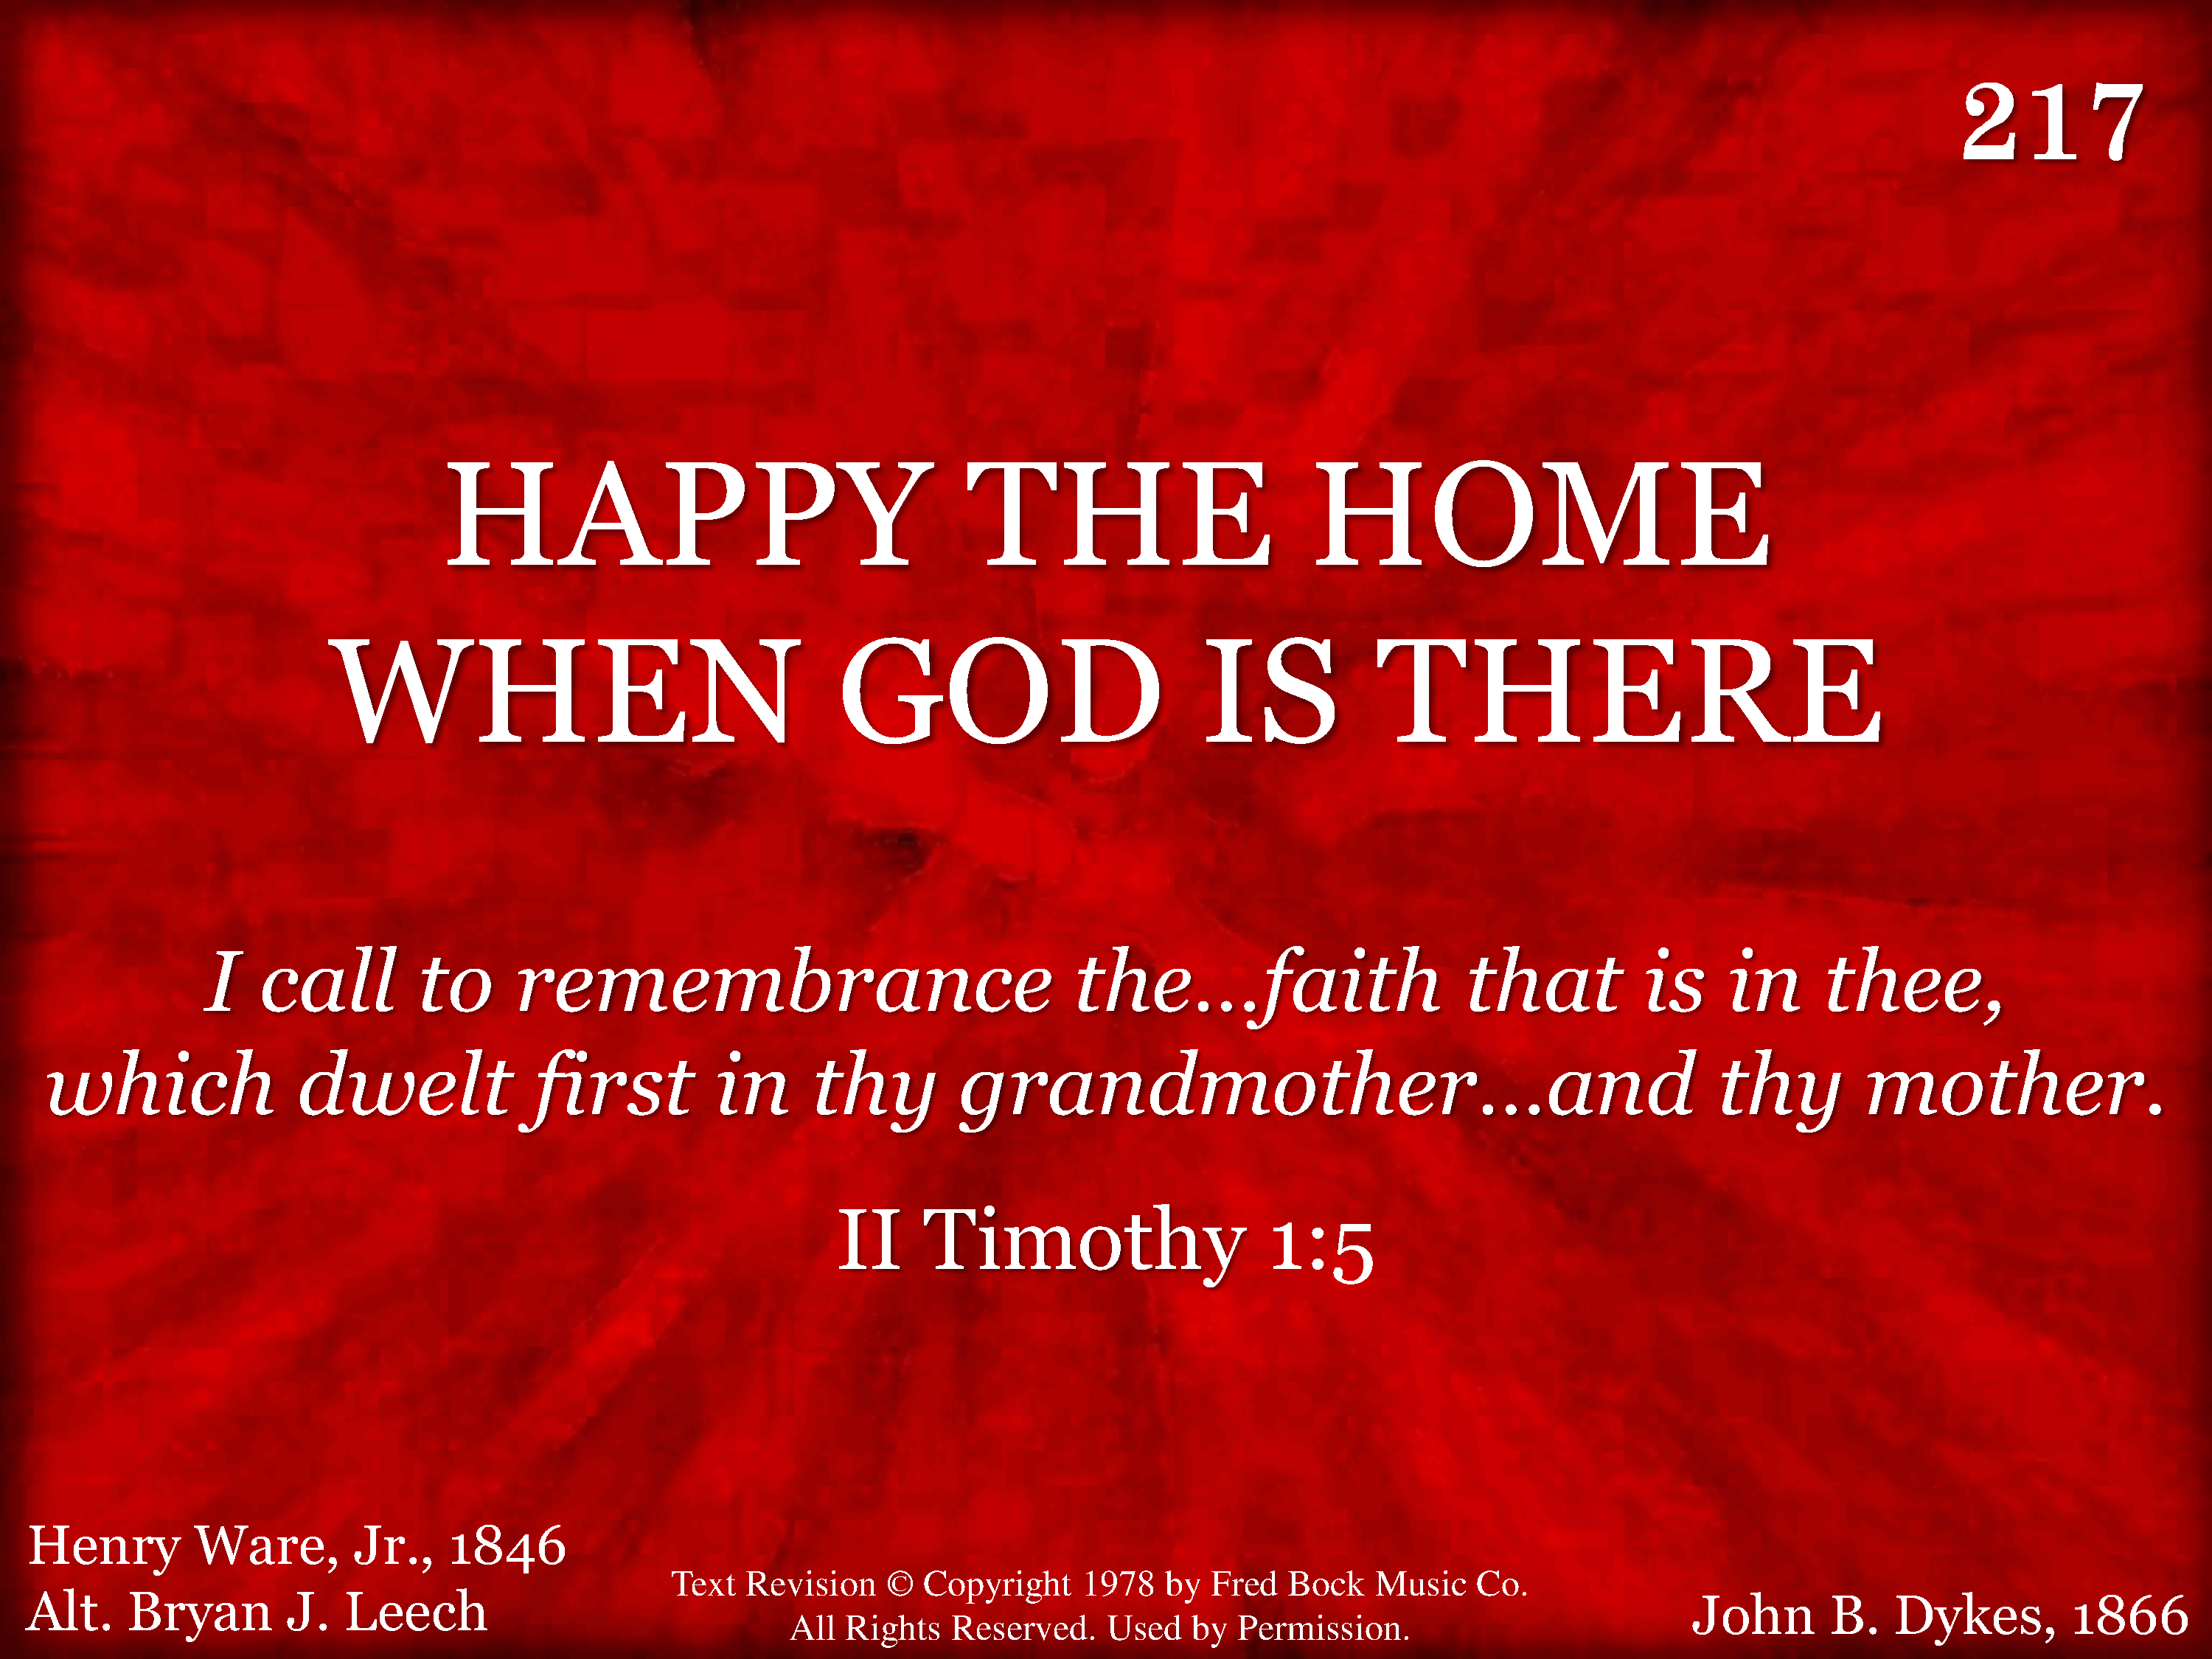 217
HAPPY THE HOME
WHEN GOD IS THERE
I call to remembrance the...faith that is in thee,
which dwelt first in thy grandmother...and thy mother.
II Timothy 1:5
Henry Ware, Jr., 1846
Alt. Bryan J. Leech
Text Revision © Copyright 1978 by Fred Bock Music Co.
All Rights Reserved. Used by Permission.
John B. Dykes, 1866